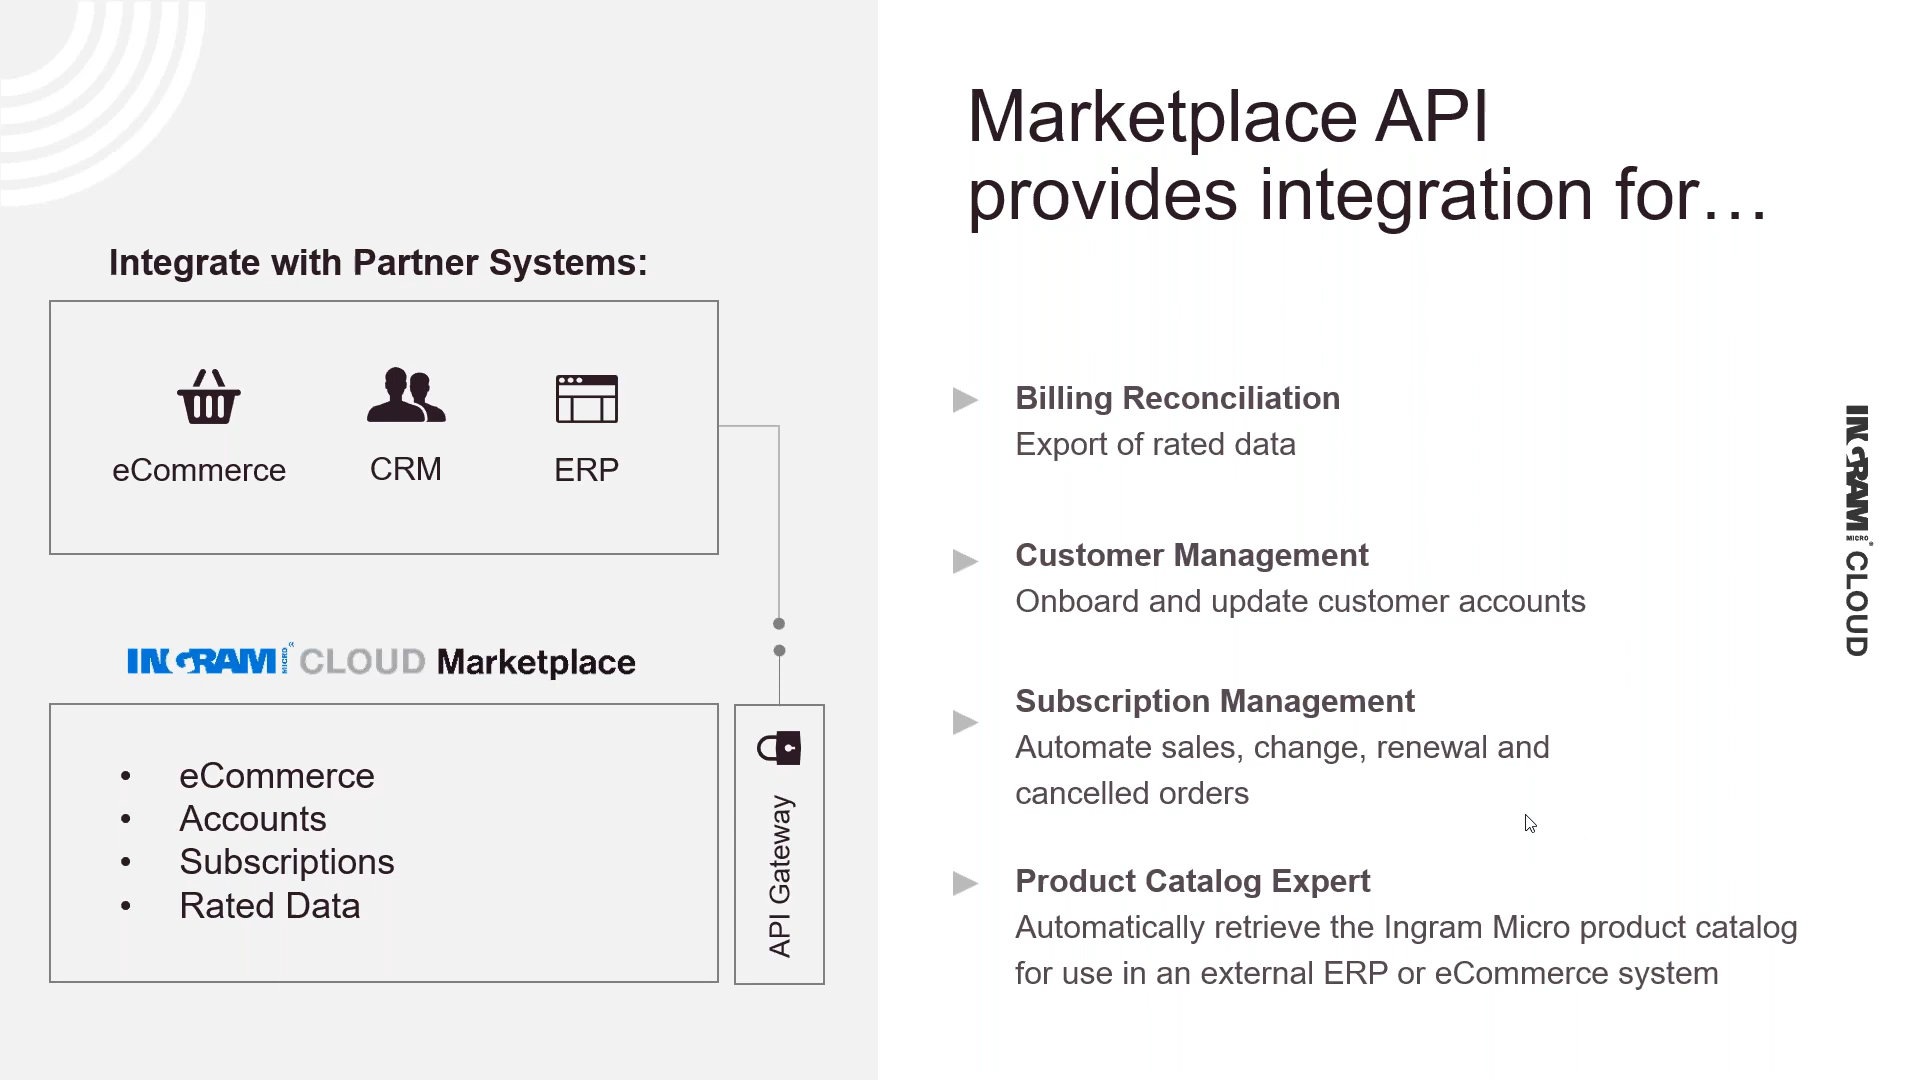 Marketplace API
provides integration for…
Integrate with Partner Systems:
eCommerce
CRM
ERP
INGRAM MICRO® CLOUD Marketplace
• eCommerce
• Accounts
• Subscriptions
• Rated Data
API Gateway
Billing Reconciliation
Export of rated data
Customer Management
Onboard and update customer accounts
Subscription Management
Automate sales, change, renewal and
cancelled orders
Product Catalog Expert
Automatically retrieve the Ingram Micro product catalog
for use in an external ERP or eCommerce system
INGRAM MICRO® CLOUD